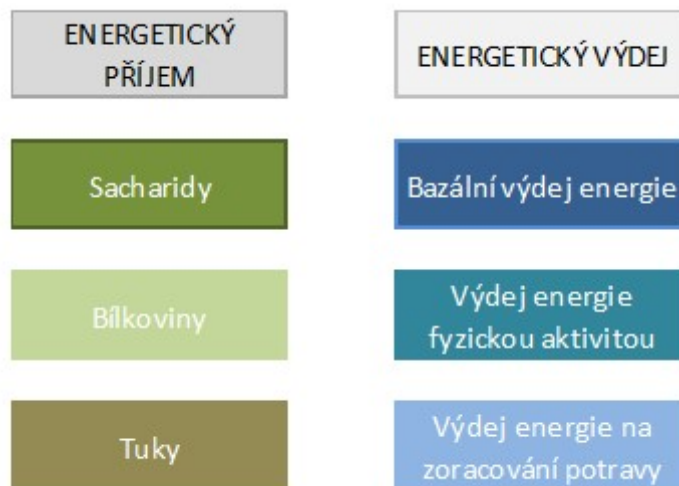 ENERGETICKÝ
PŘÍJEM
ENERGETICKÝ VÝDEJ
Sacharidy
Bazální výdej energie
Bílkoviny
Výdej energie
fyzickou aktivitou
Tuky
Výdej energie na
zoracování potravy